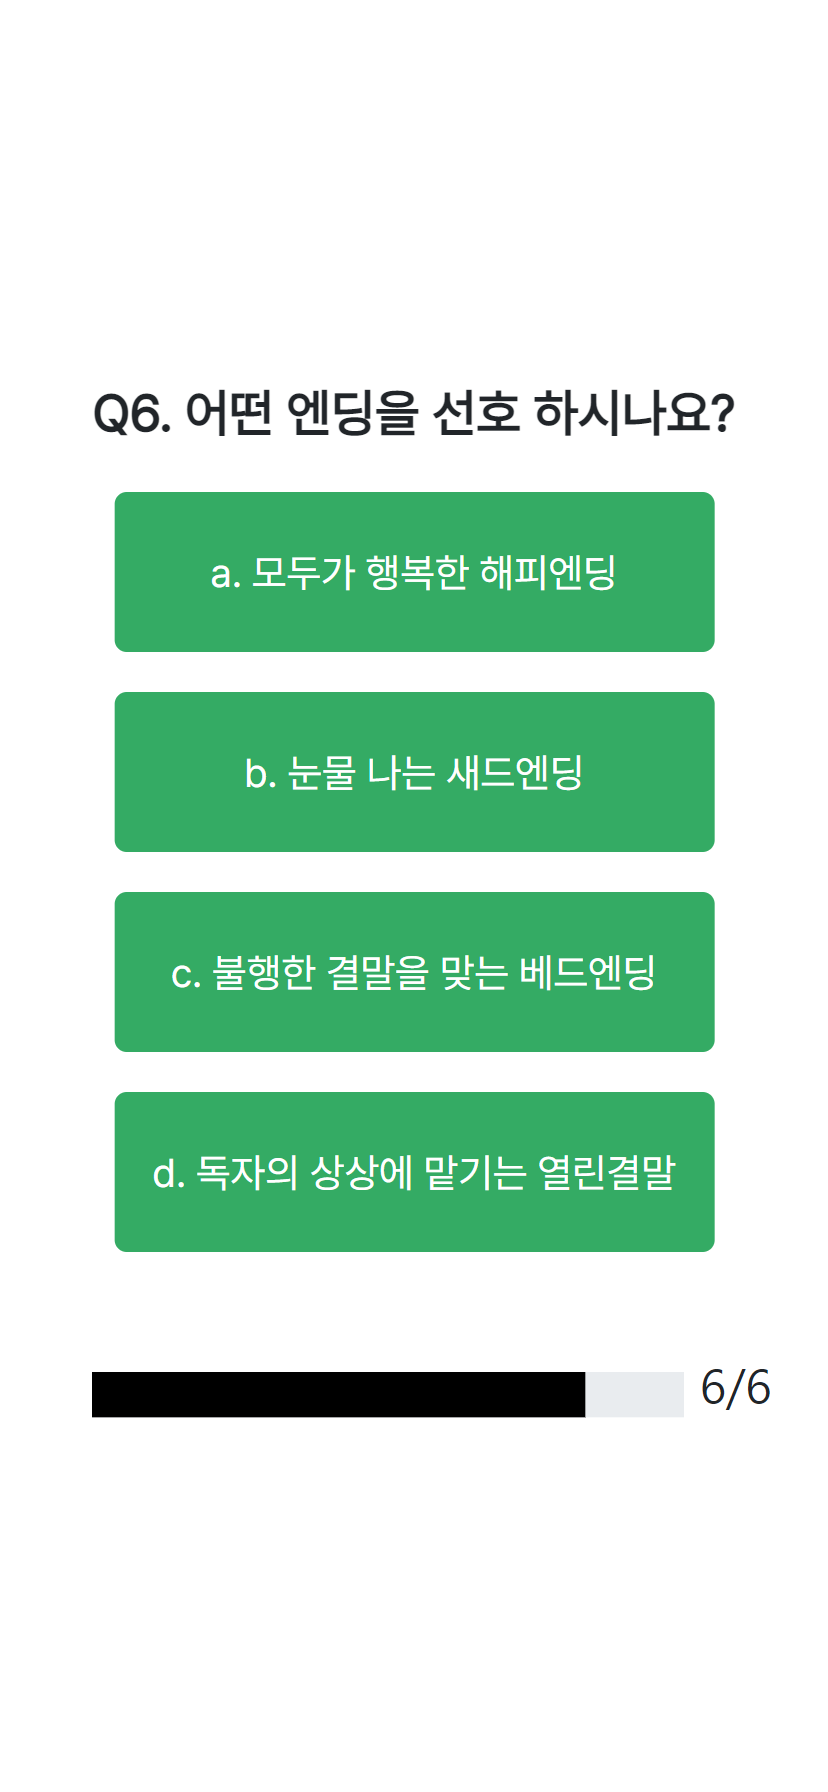 Q6. 어떤 엔딩을 선호 하시나요?
a. 모두가 행복한 해피엔딩
b. 눈물 나는 새드엔딩
c. 불행한 결말을 맞는 베드엔딩
d. 독자의 상상에 맡기는 열린결말
6/6